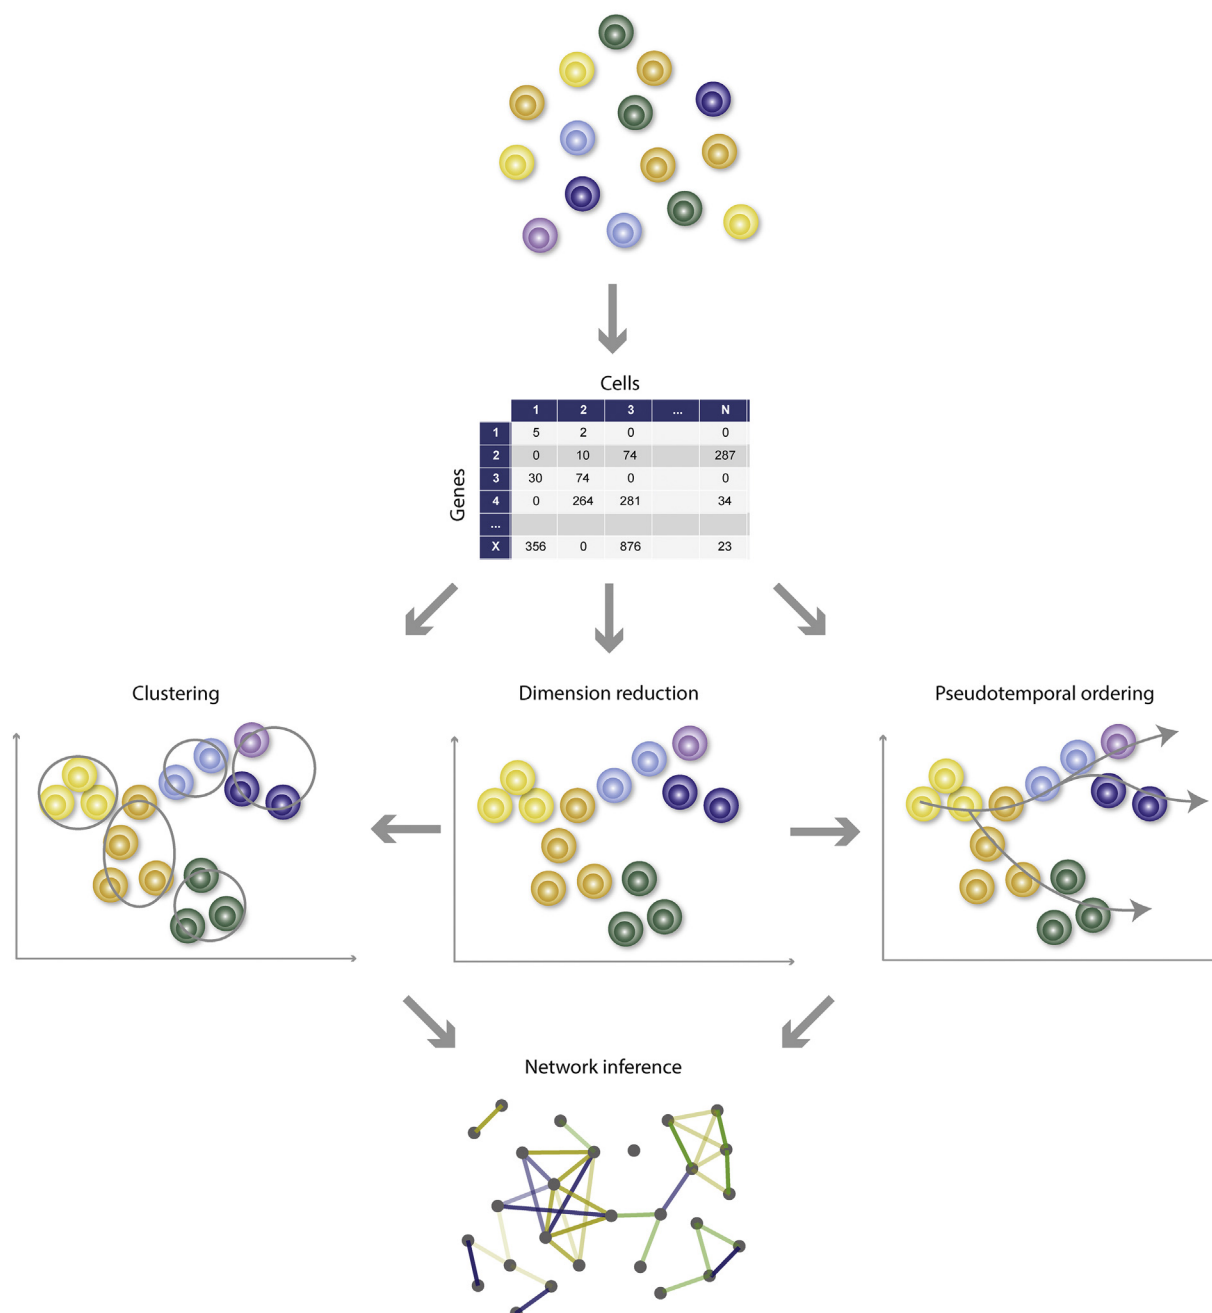 Cells
1 2 3 ... N
Genes
1 5 2 0 0
2 0 10 74 287
3 30 74 0 0
4 0 264 281 34
...
X 356 0 876 23
Clustering
Dimension reduction
Pseudotemporal ordering
Network inference